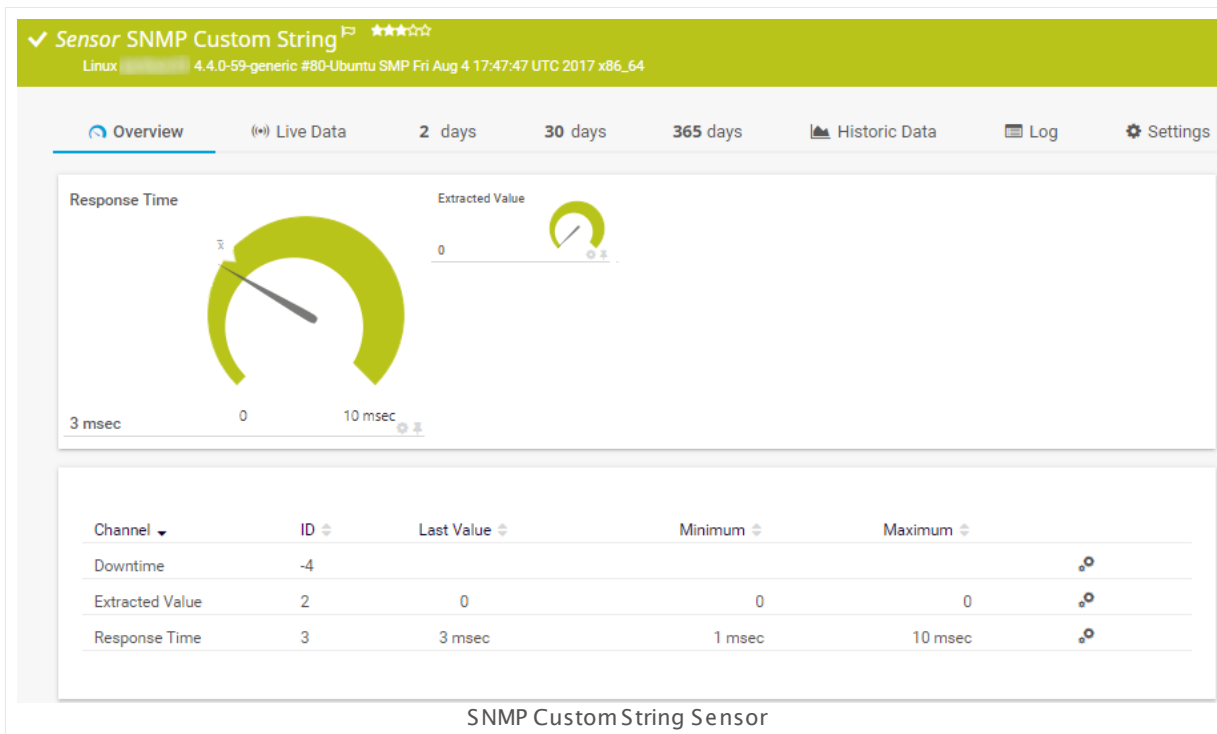 Sensor SNMP Custom String
Linux 4.4.0-59-generic #80-Ubuntu SMP Fri Aug 4 17:47:47 UTC 2017 x86_64
Overview Live Data 2 days 30 days 365 days Historic Data Log Settings
Response Time
x̄
3 msec
0 10 msec
Extracted Value
0
Channel ID Last Value Minimum Maximum
Downtime -4
Extracted Value 2 0 0 0
Response Time 3 3 msec 1 msec 10 msec
SNMP Custom String Sensor